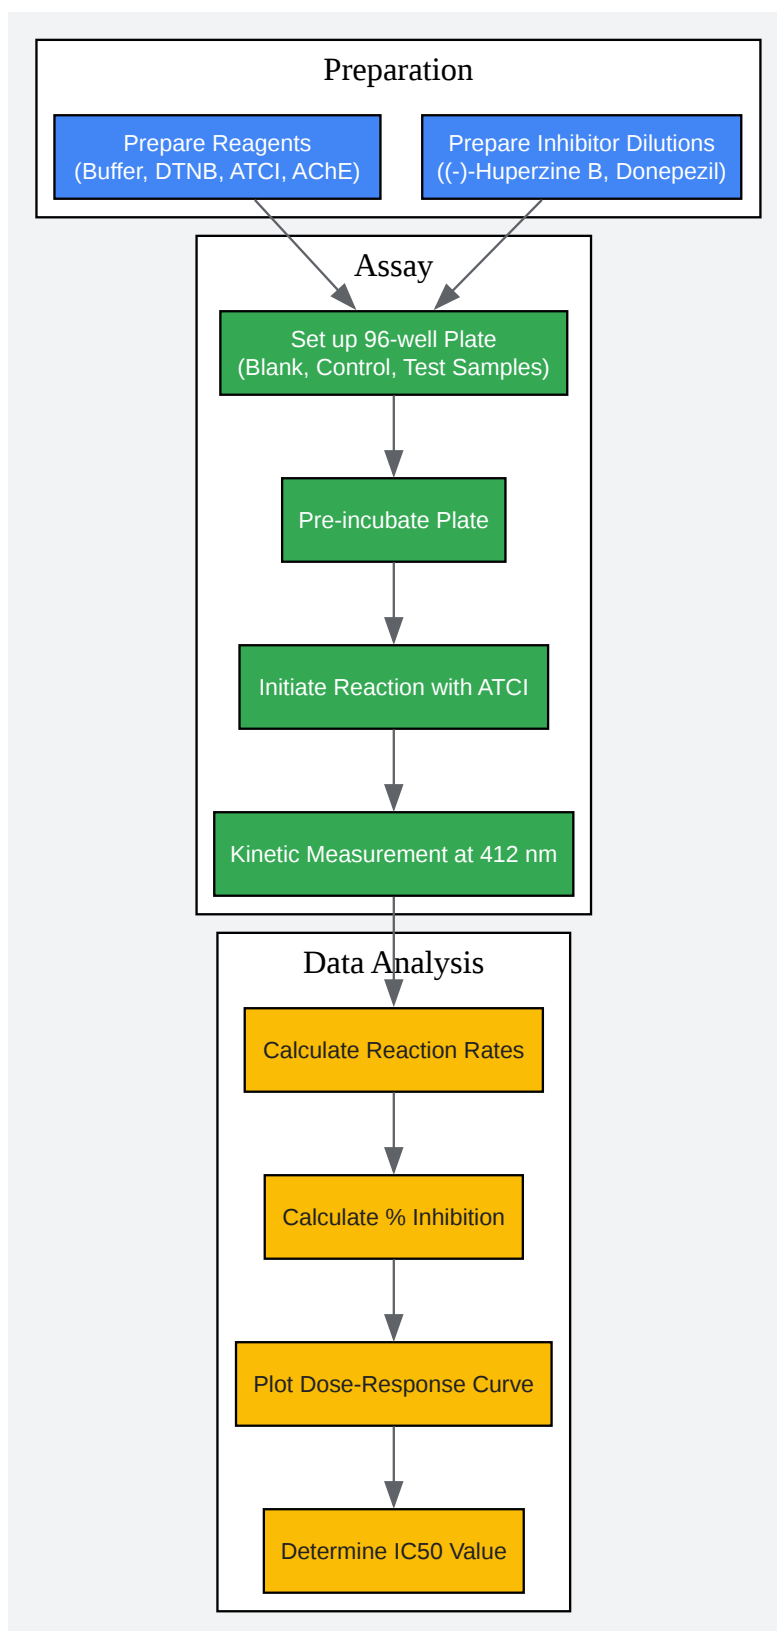 Preparation
Prepare Reagents
(Buffer, DTNB, ATCI, AChE)
Prepare Inhibitor Dilutions
((-)-Huperzine B, Donepezil)
Assay
Set up 96-well Plate
(Blank, Control, Test Samples)
Pre-incubate Plate
Initiate Reaction with ATCI
Kinetic Measurement at 412 nm
Data Analysis
Calculate Reaction Rates
Calculate % Inhibition
Plot Dose-Response Curve
Determine IC50 Value